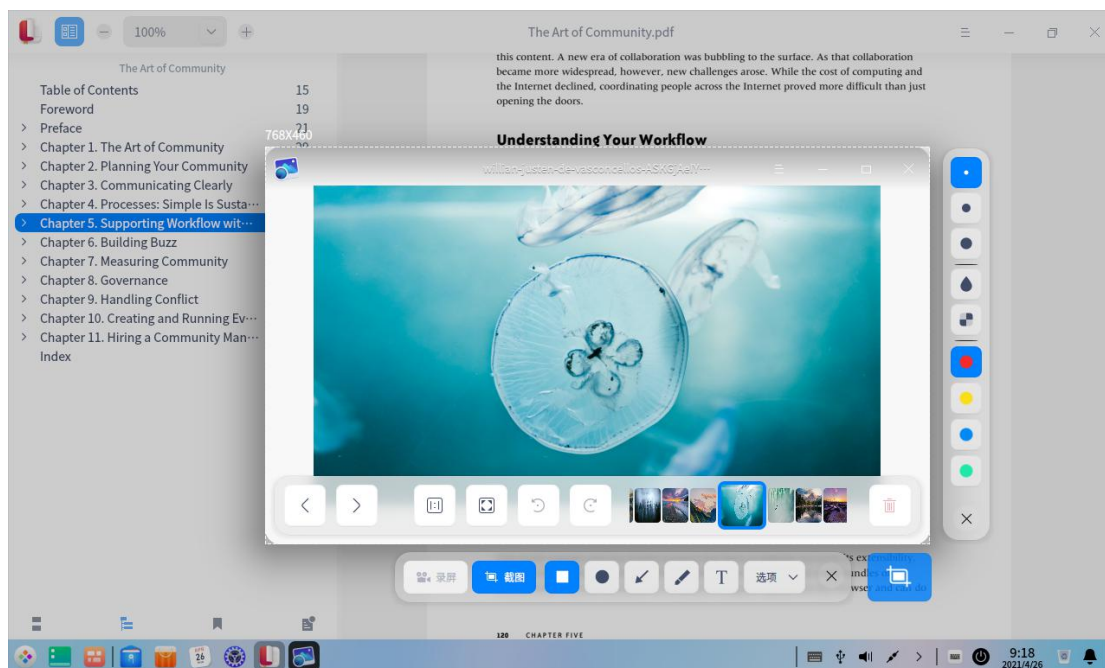 100%
The Art of Community.pdf
The Art of Community
Table of Contents 15
Foreword 19
Preface 21
Chapter 1. The Art of Community 29
Chapter 2. Planning Your Community
Chapter 3. Communicating Clearly
Chapter 4. Processes: Simple Is Susta···
Chapter 5. Supporting Workflow wit···
Chapter 6. Building Buzz
Chapter 7. Measuring Community
Chapter 8. Governance
Chapter 9. Handling Conflict
Chapter 10. Creating and Running Ev···
Chapter 11. Hiring a Community Man···
Index
this content. A new era of collaboration was bubbling to the surface. As that collaboration
became more widespread, however, new challenges arose. While the cost of computing and
the Internet declined, coordinating people across the Internet proved more difficult than just
opening the doors.
Understanding Your Workflow
768X460
1:1
录屏
截图
T
选项
and can do
120 CHAPTER FIVE
26
9:18
2021/4/26